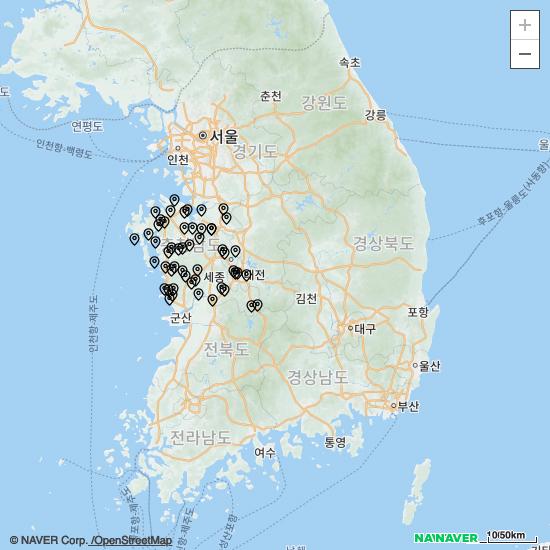 +
−
속초
춘천
강원도
도
강릉
연평도
서울
울
인천
경기도
인천항-백령도
후포항-울릉도(사동항)
경상북도
대전
세종
김천
포항
군산
인천항-제주도
대구
전북도
경상남도
울산
부산
전라남도
통영
여수
© NAVER Corp. /OpenStreetMap
NAVER
10/50km